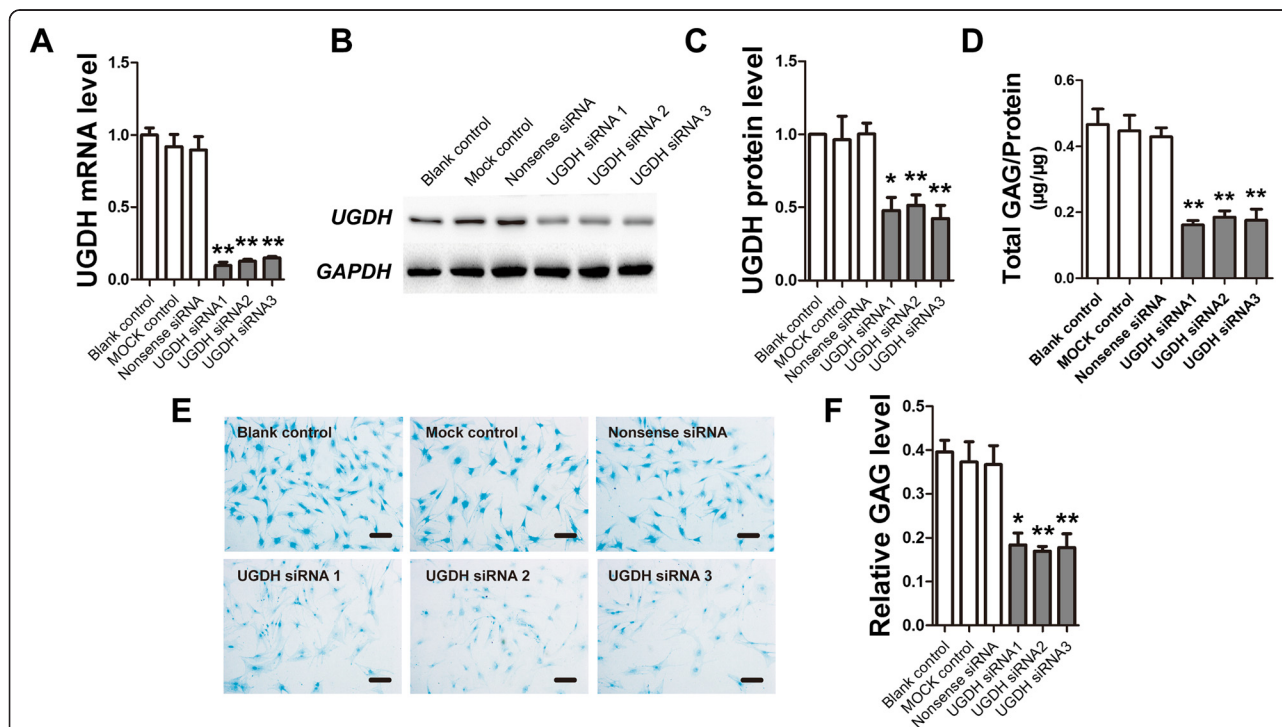 A
UGDH mRNA level
1.5
1.0
0.5
0.0
**
**
**
Blank control
MOCK control
Nonsense siRNA
UGDH siRNA1
UGDH siRNA2
UGDH siRNA3
B
Blank control
Mock control
Nonsense siRNA
UGDH siRNA 1
UGDH siRNA 2
UGDH siRNA 3
UGDH
GAPDH
C
UGDH protein level
1.5
1.0
0.5
0.0
*
**
**
Blank control
MOCK control
Nonsense siRNA
UGDH siRNA1
UGDH siRNA2
UGDH siRNA3
D
Total GAG/Protein
(µg/µg)
0.6
0.4
0.2
0.0
**
**
**
Blank control
MOCK control
Nonsense siRNA
UGDH siRNA1
UGDH siRNA2
UGDH siRNA3
E
Blank control
Mock control
Nonsense siRNA
UGDH siRNA 1
UGDH siRNA 2
UGDH siRNA 3
F
Relative GAG level
0.5
0.4
0.3
0.2
0.1
0.0
*
**
**
Blank control
MOCK control
Nonsense siRNA
UGDH siRNA1
UGDH siRNA2
UGDH siRNA3